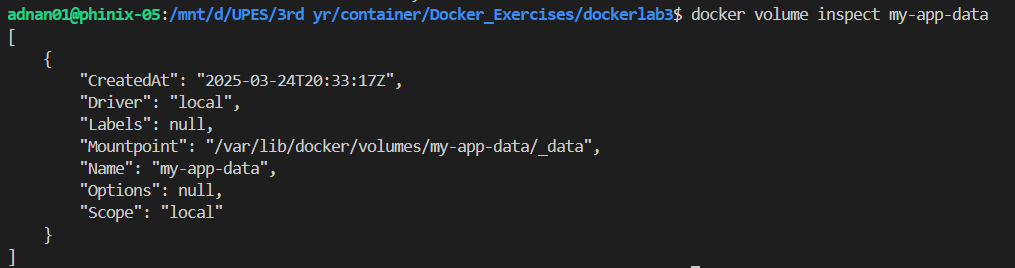 adnan01@phinix-05:/mnt/d/UPES/3rd yr/container/Docker_Exercises/dockerlab3$ docker volume inspect my-app-data
[
    {
        "CreatedAt": "2025-03-24T20:33:17Z",
        "Driver": "local",
        "Labels": null,
        "Mountpoint": "/var/lib/docker/volumes/my-app-data/_data",
        "Name": "my-app-data",
        "Options": null,
        "Scope": "local"
    }
]